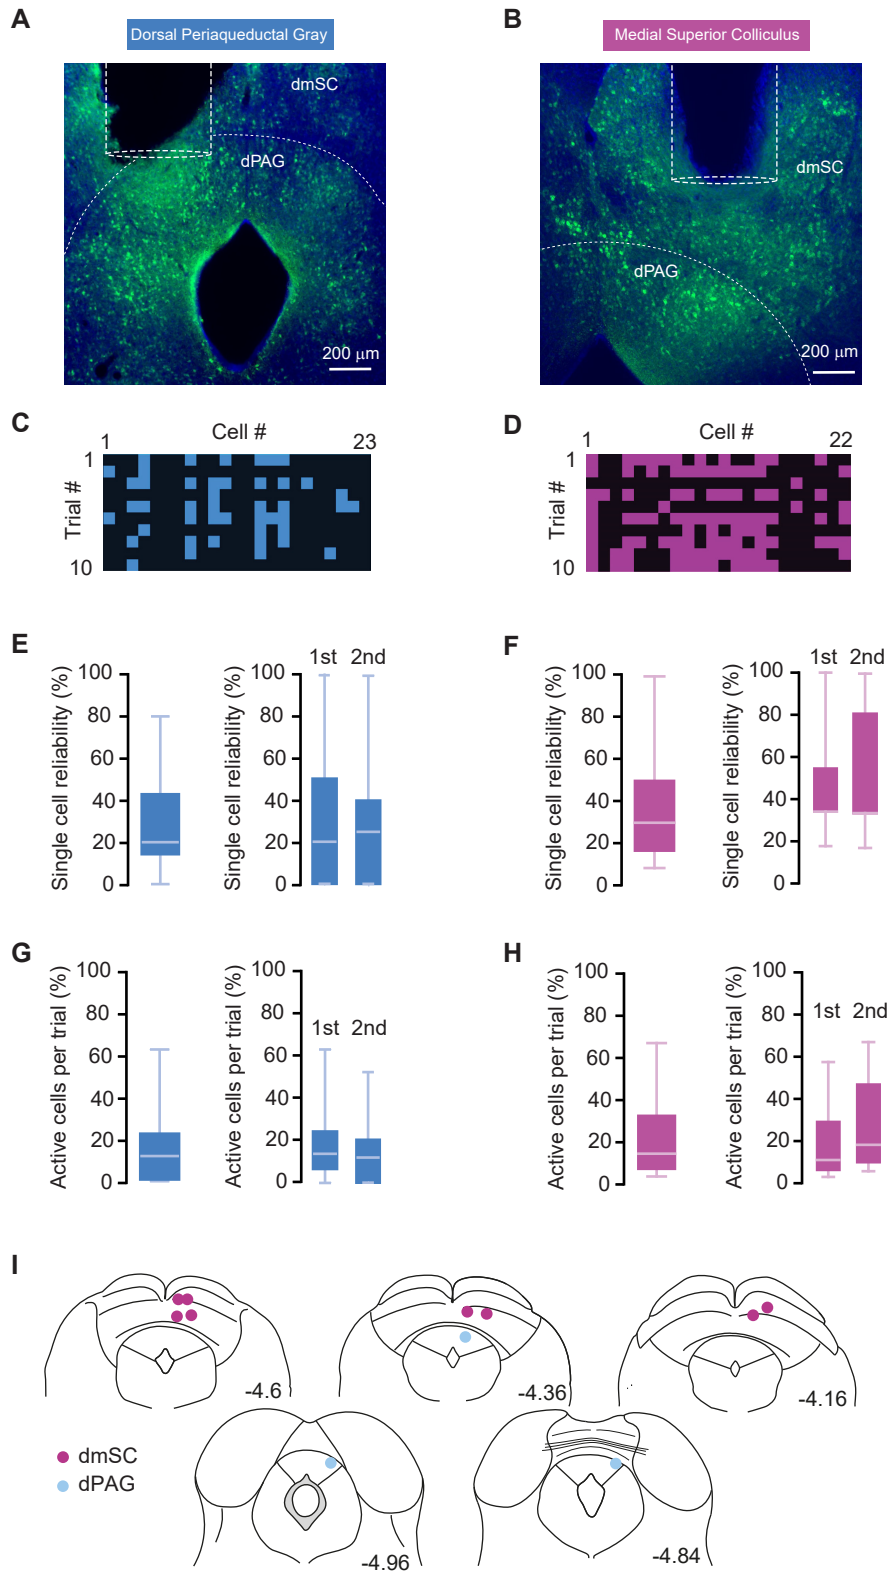 A
Dorsal Periaqueductal Gray
dmSC
dPAG
200 μm
B
Medial Superior Colliculus
dmSC
dPAG
200 μm
C
Cell #
1
23
1
Trial #
10
D
Cell #
1
22
1
Trial #
10
E
Single cell reliability (%)
100
80
60
40
20
0
Single cell reliability (%)
1st 2nd
100
80
60
40
20
0
F
Single cell reliability (%)
100
80
60
40
20
0
Single cell reliability (%)
1st 2nd
100
80
60
40
20
0
G
Active cells per trial (%)
100
80
60
40
20
0
Active cells per trial (%)
100
80
1st 2nd
60
40
20
0
H
Active cells per trial (%)
100
80
60
40
20
0
Active cells per trial (%)
100
80
1st 2nd
60
40
20
0
I
-4.6
-4.36
-4.16
dmSC
dPAG
-4.96
-4.84